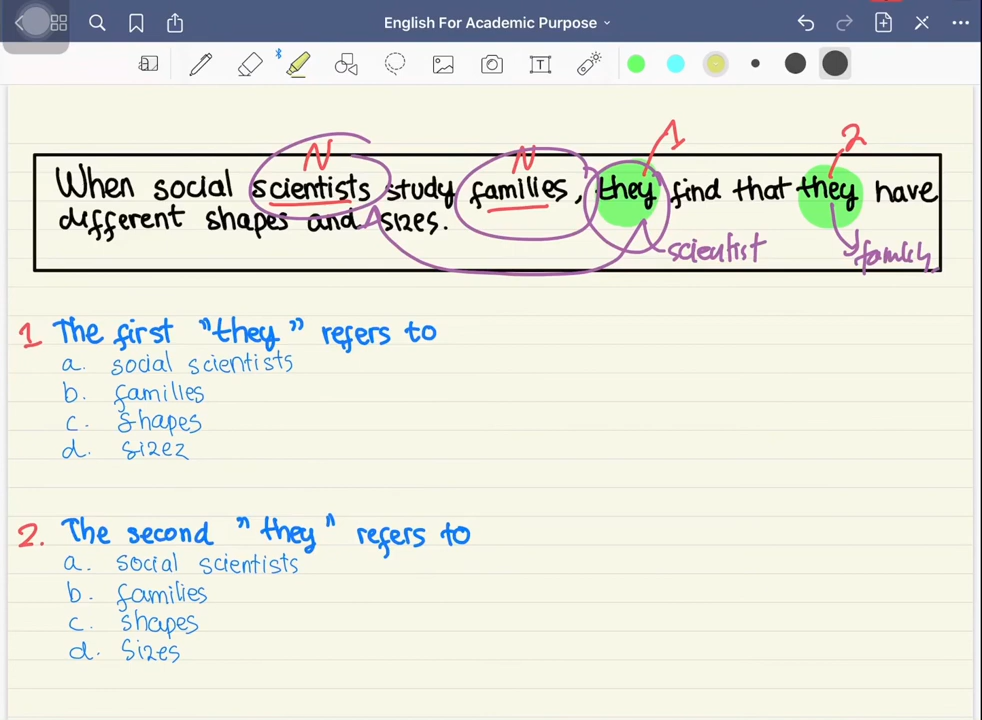 English For Academic Purpose
T
N
N
1
2
When social scientists study families, they find that they have
different shapes and sizes.
scientist
family
1 The first "they" refers to
a. social scientists
b. families
c. shapes
d. sizez
2. The second "they" refers to
a. social scientists
b. families
c. shapes
d. Sizes